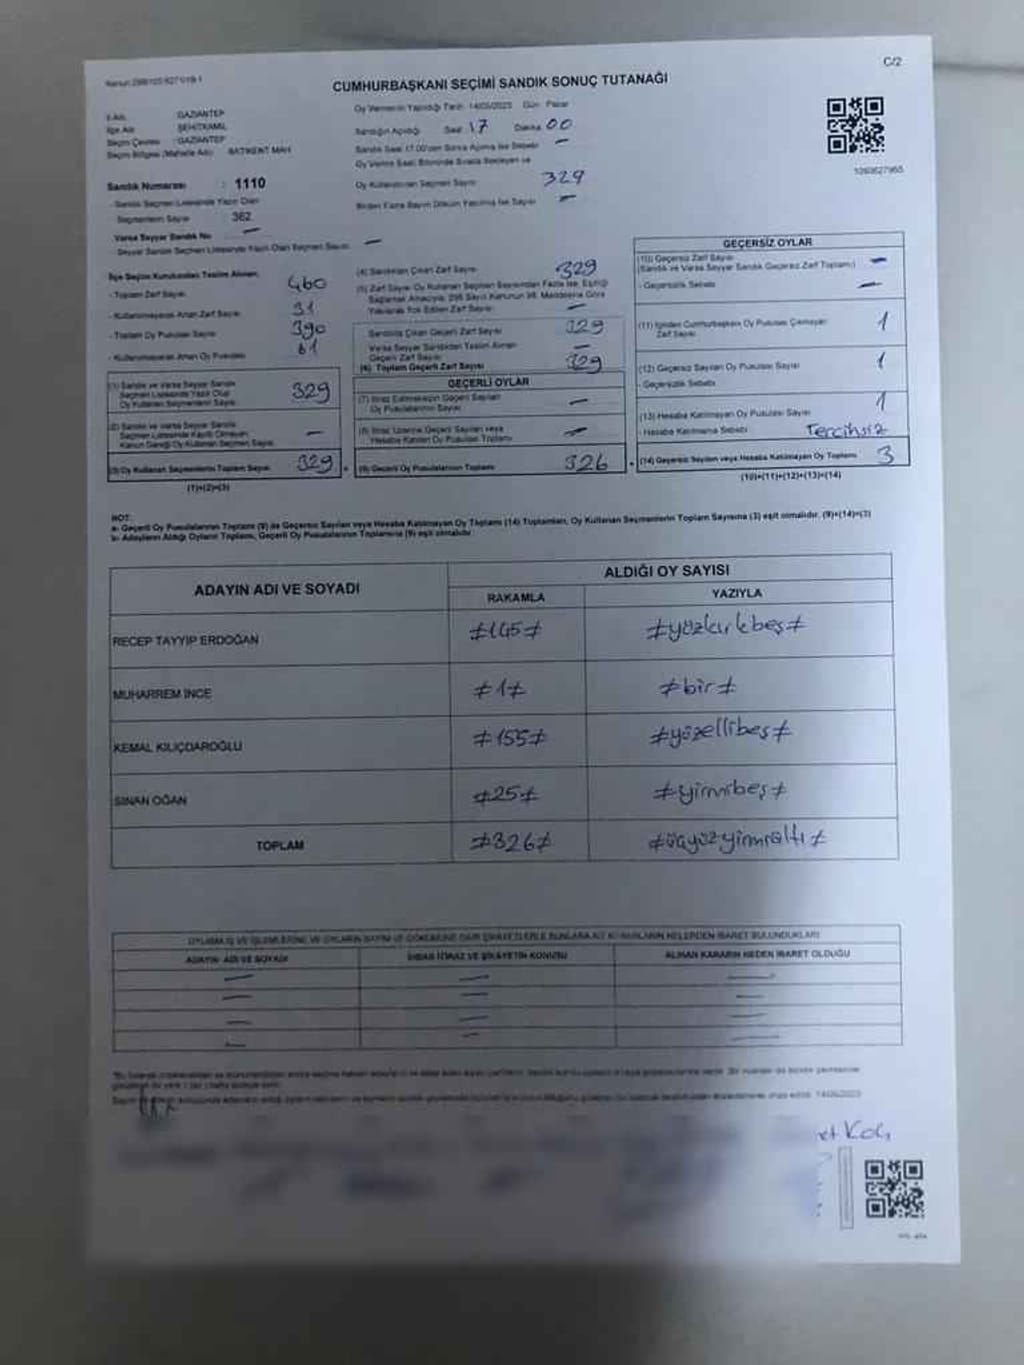 C/2
CUMHURBAŞKANI SEÇİMİ SANDIK SONUÇ TUTANAĞI
İli Adı : GAZİANTEP
İlçe Adı : ŞEHİTKAMİL
Seçim Çevresi : GAZİANTEP
Seçim Bölgesi (Mahalle Adı) : BATIKENT MAH
Sandık Numarası : 1110
- Sandık Seçmen Listesinde Yazılı Olan
Seçmenlerin Sayısı 362
Varsa Seyyar Sandık No —
Seyyar Sandık Seçmen Listesinde Yazılı Olan Seçmen Sayısı —
Oy Vermenin Yapıldığı Tarih: 14/05/2023 Gün: Pazar
Sandığın Açıldığı Saat 17 Dakika 00
Sandık Saat 17.00'den Sonra Açılmış İse Sebebi —
Oy Verme Saati Bitiminde Sırada Bekleyen ve
Oy Kullandırılan Seçmen Sayısı 329
Birden Fazla Sayım Döküm Yapılmış İse Sayısı —
1090627965
İlçe Seçim Kurulundan Teslim Alınan;
- Toplam Zarf Sayısı 460
- Kullanılmayarak Artan Zarf Sayısı 31
- Toplam Oy Pusulası Sayısı 390
- Kullanılmayarak Artan Oy Pusulası 61
(1) Sandık ve Varsa Seyyar Sandık
Seçmen Listesinde Yazılı Olup
Oy Kullanan Seçmenlerin Sayısı 329
(2) Sandık ve Varsa Seyyar Sandık
Seçmen Listesinde Kayıtlı Olmayan
Kanun Gereği Oy Kullanan Seçmen Sayısı —
(3) Oy Kullanan Seçmenlerin Toplam Sayısı 329
(1)+(2)=(3)
(4) Sandıktan Çıkan Zarf Sayısı 329
(5) Zarf Sayısı Oy Kullanan Seçmen Sayısından Fazla İse, Eşitliği
Sağlamak Amacıyla, 298 Sayılı Kanunun 98. Maddesine Göre
Yakılarak Yok Edilen Zarf Sayısı —
Sandıkta Çıkan Geçerli Zarf Sayısı 329
Varsa Seyyar Sandıktan Teslim Alınan
Geçerli Zarf Sayısı —
(6) Toplam Geçerli Zarf Sayısı 329
GEÇERLİ OYLAR
(7) İtiraz Edilmeksizin Geçerli Sayılan
Oy Pusulalarının Sayısı —
(8) İtiraz Üzerine Geçerli Sayılan veya
Hesaba Katılan Oy Pusulası Toplamı —
(9) Geçerli Oy Pusulalarının Toplamı 326
GEÇERSİZ OYLAR
(10) Geçersiz Zarf Sayısı
(Sandık ve Varsa Seyyar Sandık Geçersiz Zarf Toplamı) —
- Geçersizlik Sebebi —
(11) İçinden Cumhurbaşkanı Oy Pusulası Çıkmayan
Zarf Sayısı 1
(12) Geçersiz Sayılan Oy Pusulası Sayısı 1
- Geçersizlik Sebebi
(13) Hesaba Katılmayan Oy Pusulası Sayısı 1
- Hesaba Katılmama Sebebi Tercihsiz
(14) Geçersiz Sayılan veya Hesaba Katılmayan Oy Toplamı 3
(10)+(11)+(12)+(13)=(14)
NOT:
a- Geçerli Oy Pusulalarının Toplamı (9) ile Geçersiz Sayılan veya Hesaba Katılmayan Oy Toplamı (14) Toplamları, Oy Kullanan Seçmenlerin Toplam Sayısına (3) eşit olmalıdır. (9)+(14)=(3)
b- Adayların Aldığı Oyların Toplamı, Geçerli Oy Pusulalarının Toplamına (9) eşit olmalıdır.
ADAYIN ADI VE SOYADI ALDIĞI OY SAYISI
RAKAMLA YAZIYLA
RECEP TAYYİP ERDOĞAN ≠145≠ ≠yüzkırkbeş≠
MUHARREM İNCE ≠1≠ ≠bir≠
KEMAL KILIÇDAROĞLU ≠155≠ ≠yüzellibeş≠
SİNAN OĞAN ≠25≠ ≠yirmibeş≠
TOPLAM ≠326≠ ≠üçyüzyirmialtı≠
ADAYIN ADI VE SOYADI İHBAR İTİRAZ VE ŞİKAYETİN KONUSU ALINAN KARARIN NEDEN İBARET OLDUĞU
— — —
— — —
— — —
— — —
Koç